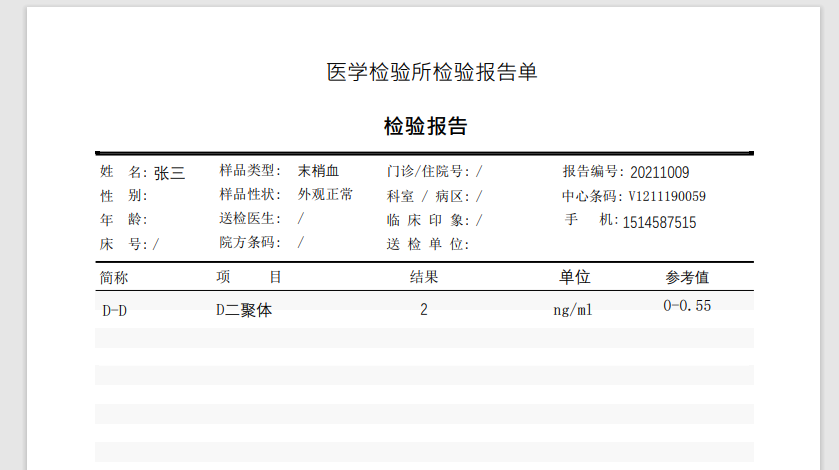 医学检验所检验报告单
检验报告
姓 名: 张三 样品类型: 末梢血 门诊/住院号: / 报告编号: 20211009
性 别: 样品性状: 外观正常 科室 / 病区: / 中心条码: V1211190059
年 龄: 送检医生: / 临 床 印 象: / 手 机: 1514587515
床 号: / 院方条码: / 送 检 单 位:
简称 项 目 结果 单位 参考值
D-D D二聚体 2 ng/ml 0-0.55